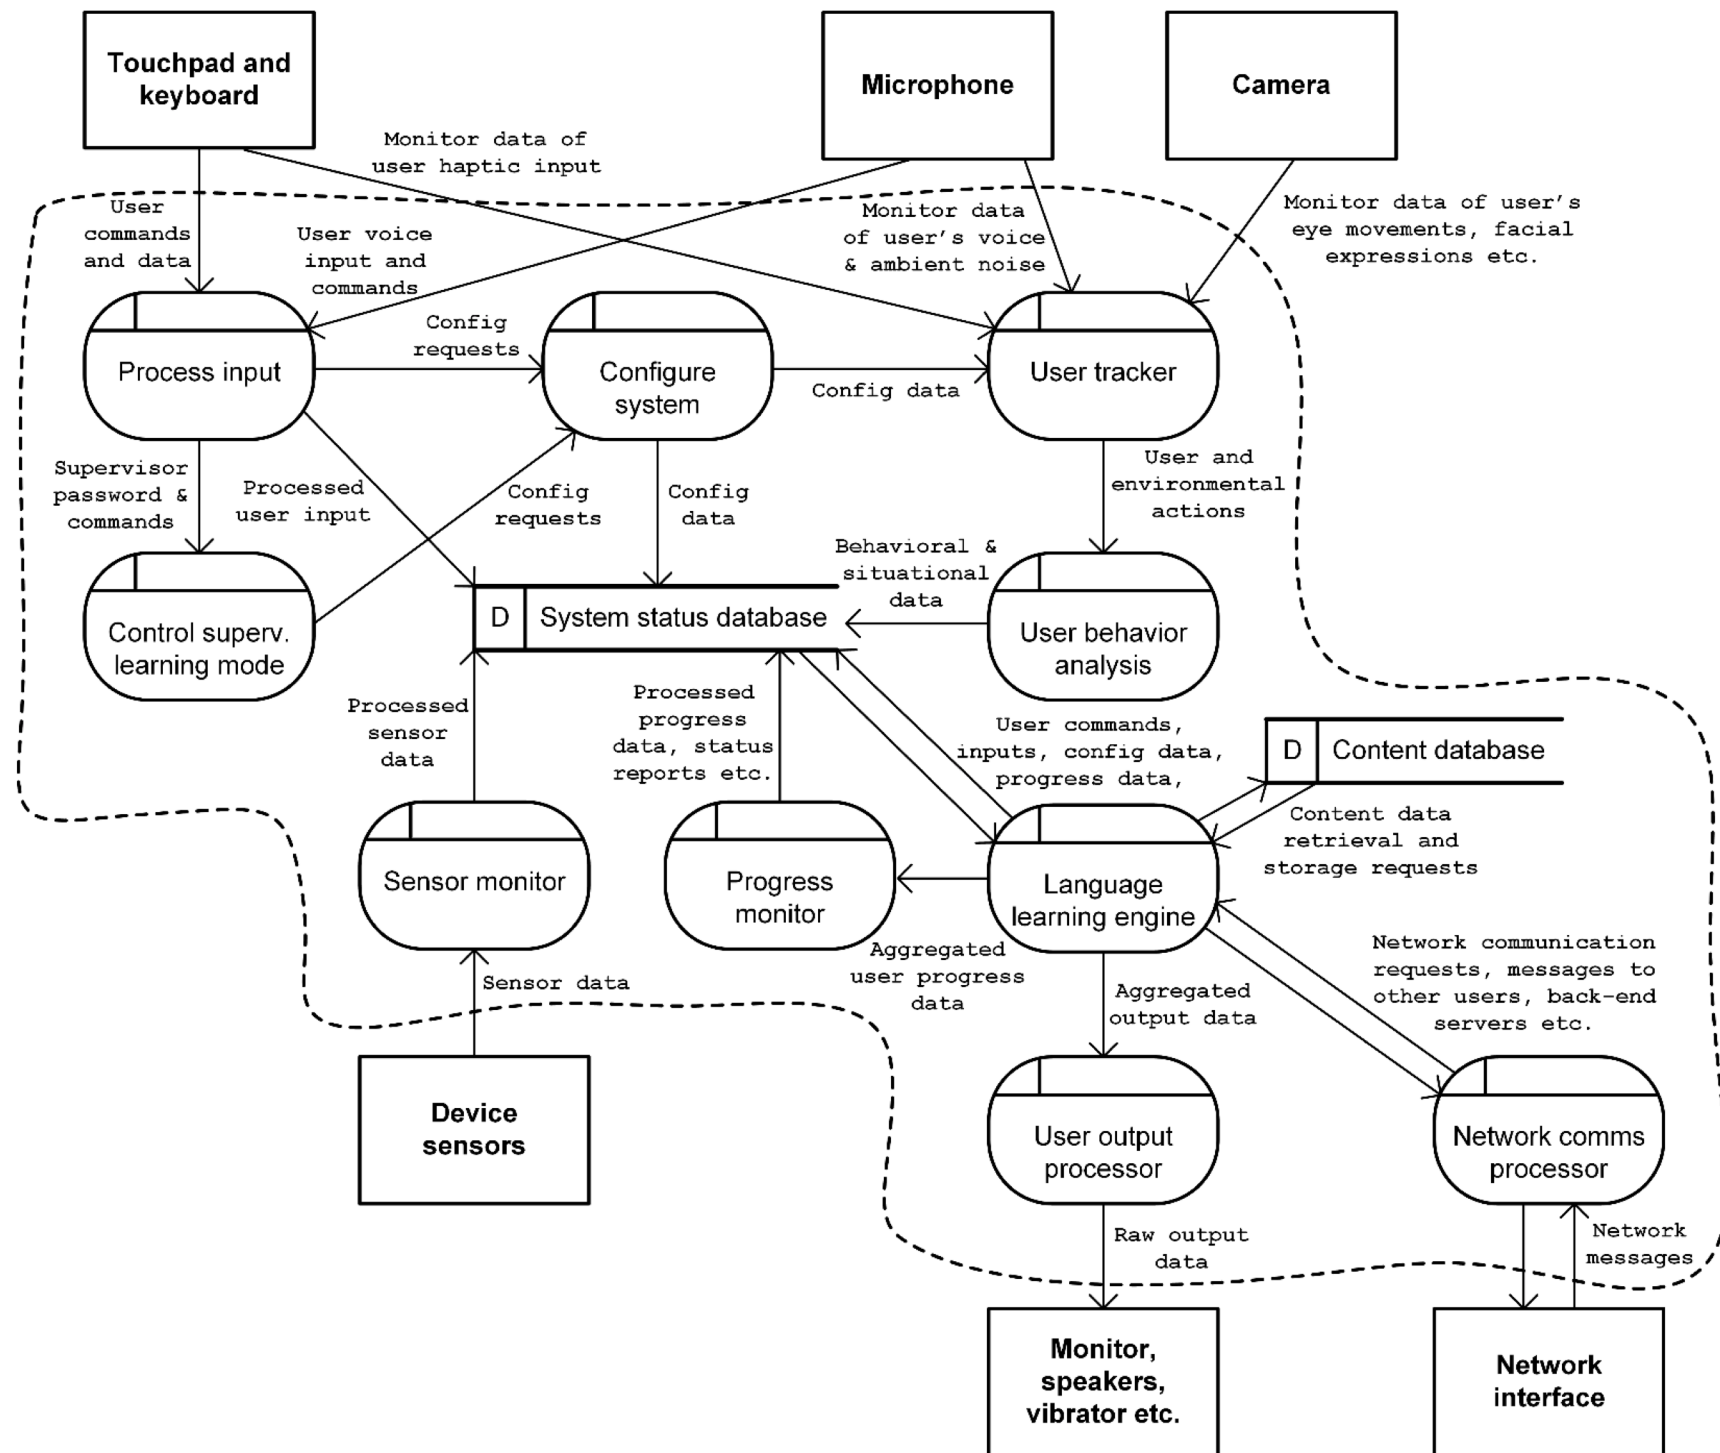 Touchpad and
keyboard
Microphone
Camera
Monitor data of
user haptic input
User
commands
and data
User voice
input and
commands
Monitor data
of user’s voice
& ambient noise
Monitor data of user’s
eye movements, facial
expressions etc.
Process input
Config
requests
Configure
system
Config data
User tracker
Supervisor
password &
commands
Processed
user input
Config
requests
Config
data
User and
environmental
actions
Behavioral &
situational
data
Control superv.
learning mode
D
System status database
User behavior
analysis
Processed
sensor
data
Processed
progress
data, status
reports etc.
User commands,
inputs, config data,
progress data,
D
Content database
Content data
retrieval and
storage requests
Sensor monitor
Progress
monitor
Language
learning engine
Sensor data
Aggregated
user progress
data
Aggregated
output data
Network communication
requests, messages to
other users, back-end
servers etc.
Device
sensors
User output
processor
Network comms
processor
Raw output
data
Network
messages
Monitor,
speakers,
vibrator etc.
Network
interface